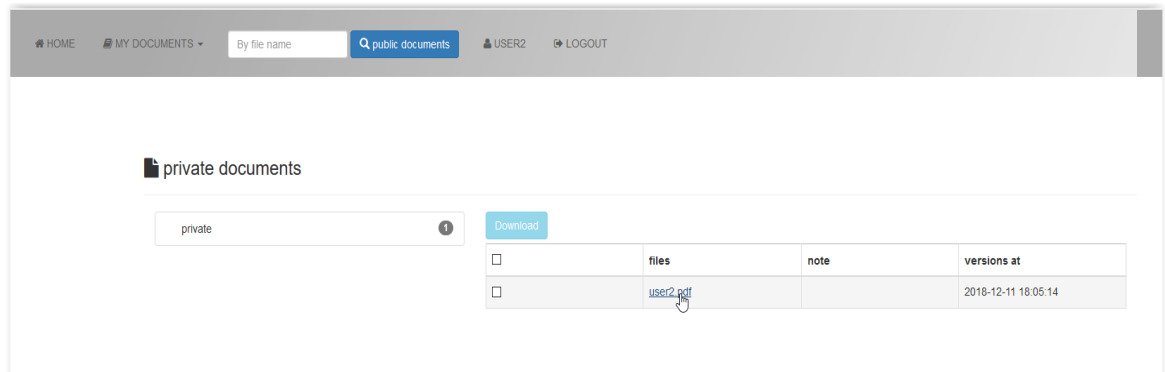 HOME MY DOCUMENTS By file name public documents USER2 LOGOUT
private documents
private 1
Download
files note versions at
user2.pdf 2018-12-11 18:05:14